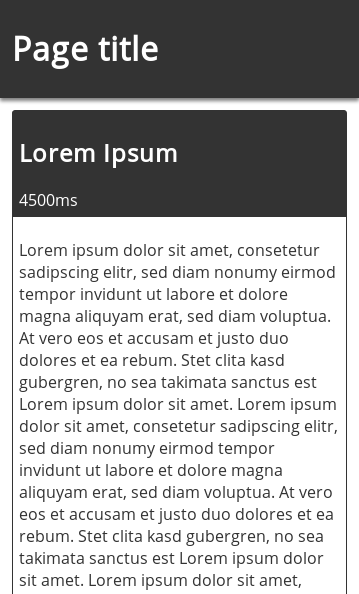 Page title
Lorem Ipsum
4500ms
Lorem ipsum dolor sit amet, consetetur
sadipscing elitr, sed diam nonumy eirmod
tempor invidunt ut labore et dolore
magna aliquyam erat, sed diam voluptua.
At vero eos et accusam et justo duo
dolores et ea rebum. Stet clita kasd
gubergren, no sea takimata sanctus est
Lorem ipsum dolor sit amet. Lorem ipsum
dolor sit amet, consetetur sadipscing elitr,
sed diam nonumy eirmod tempor
invidunt ut labore et dolore magna
aliquyam erat, sed diam voluptua. At vero
eos et accusam et justo duo dolores et ea
rebum. Stet clita kasd gubergren, no sea
takimata sanctus est Lorem ipsum dolor
sit amet. Lorem ipsum dolor sit amet,